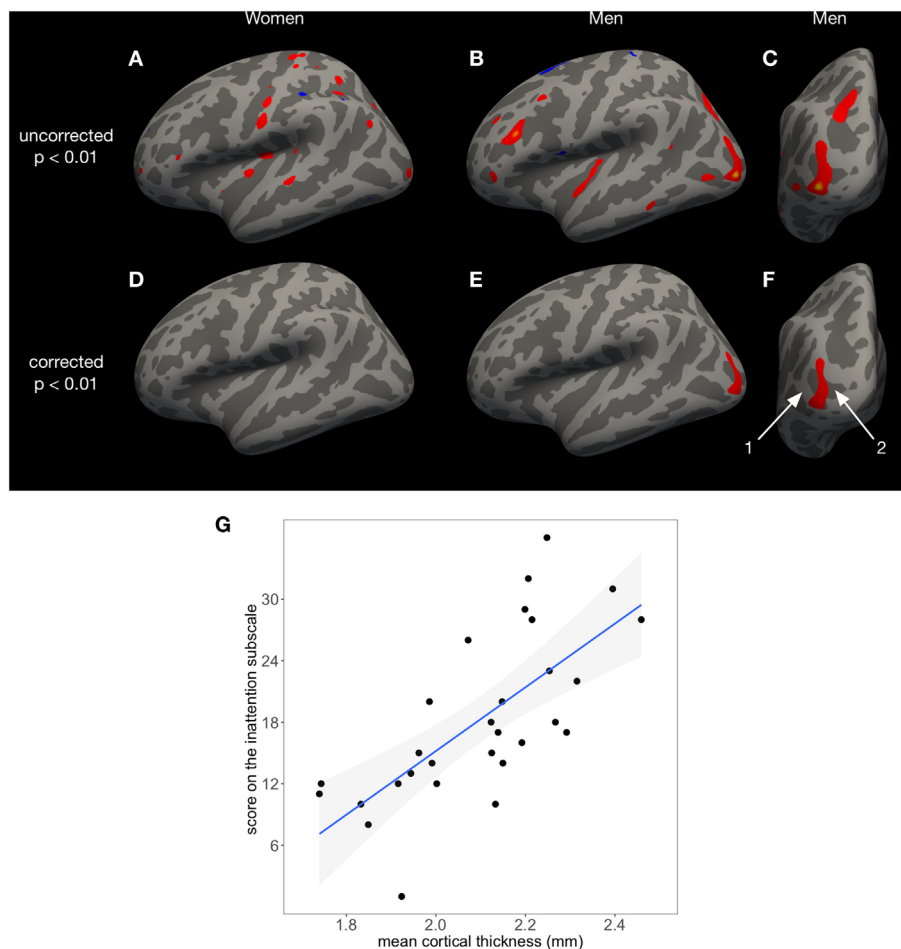 Women
Men
Men
A
B
C
uncorrected
p < 0.01
D
E
F
corrected
p < 0.01
1
2
G
score on the inattention subscale
30
24
18
12
6
1.8
2.0
2.2
2.4
mean cortical thickness (mm)